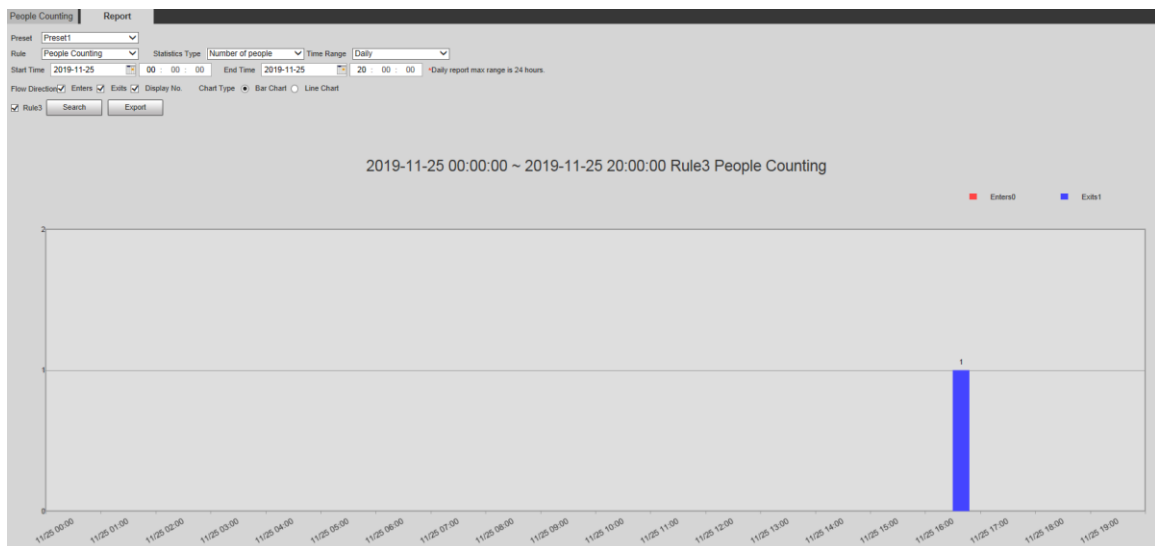 People Counting Report
Preset Preset1
Rule People Counting Statistics Type Number of people Time Range Daily
Start Time 2019-11-25 00 : 00 : 00 End Time 2019-11-25 20 : 00 : 00 *Daily report max range is 24 hours.
Flow Direction Enters Exits Display No. Chart Type Bar Chart Line Chart
Rule3 Search Export
2019-11-25 00:00:00 ~ 2019-11-25 20:00:00 Rule3 People Counting
Enters0 Exits1
2
1
1
0
11/25 00:00 11/25 01:00 11/25 02:00 11/25 03:00 11/25 04:00 11/25 05:00 11/25 06:00 11/25 07:00 11/25 08:00 11/25 09:00 11/25 10:00 11/25 11:00 11/25 12:00 11/25 13:00 11/25 14:00 11/25 15:00 11/25 16:00 11/25 17:00 11/25 18:00 11/25 19:00